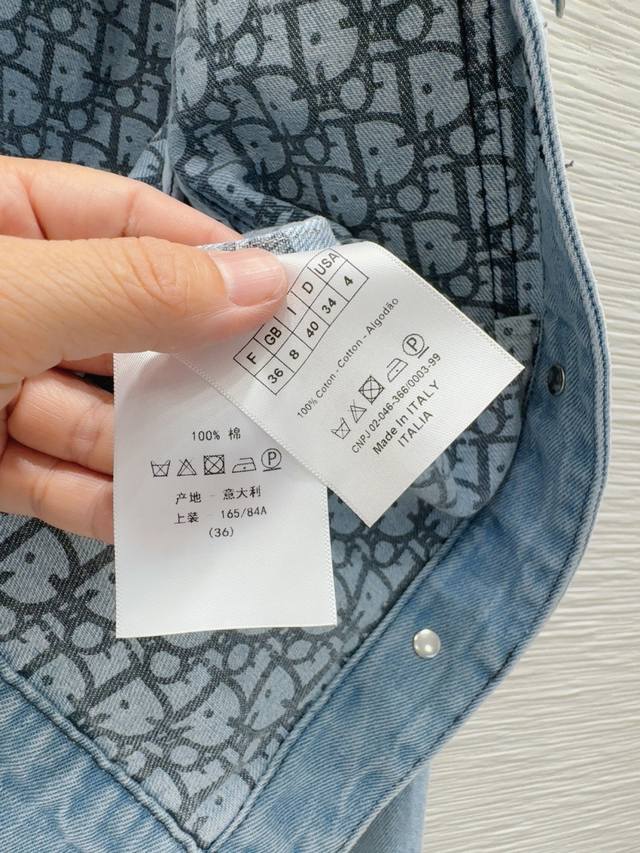 F GB I D USA
36 8 40 34 4
100% Coton - Cotton - Algodão
CNPJ 02-046-366/0003-99
Made In ITALY
ITALIA
100% 棉
产地 - 意大利
上装 - 165/84A
(36)